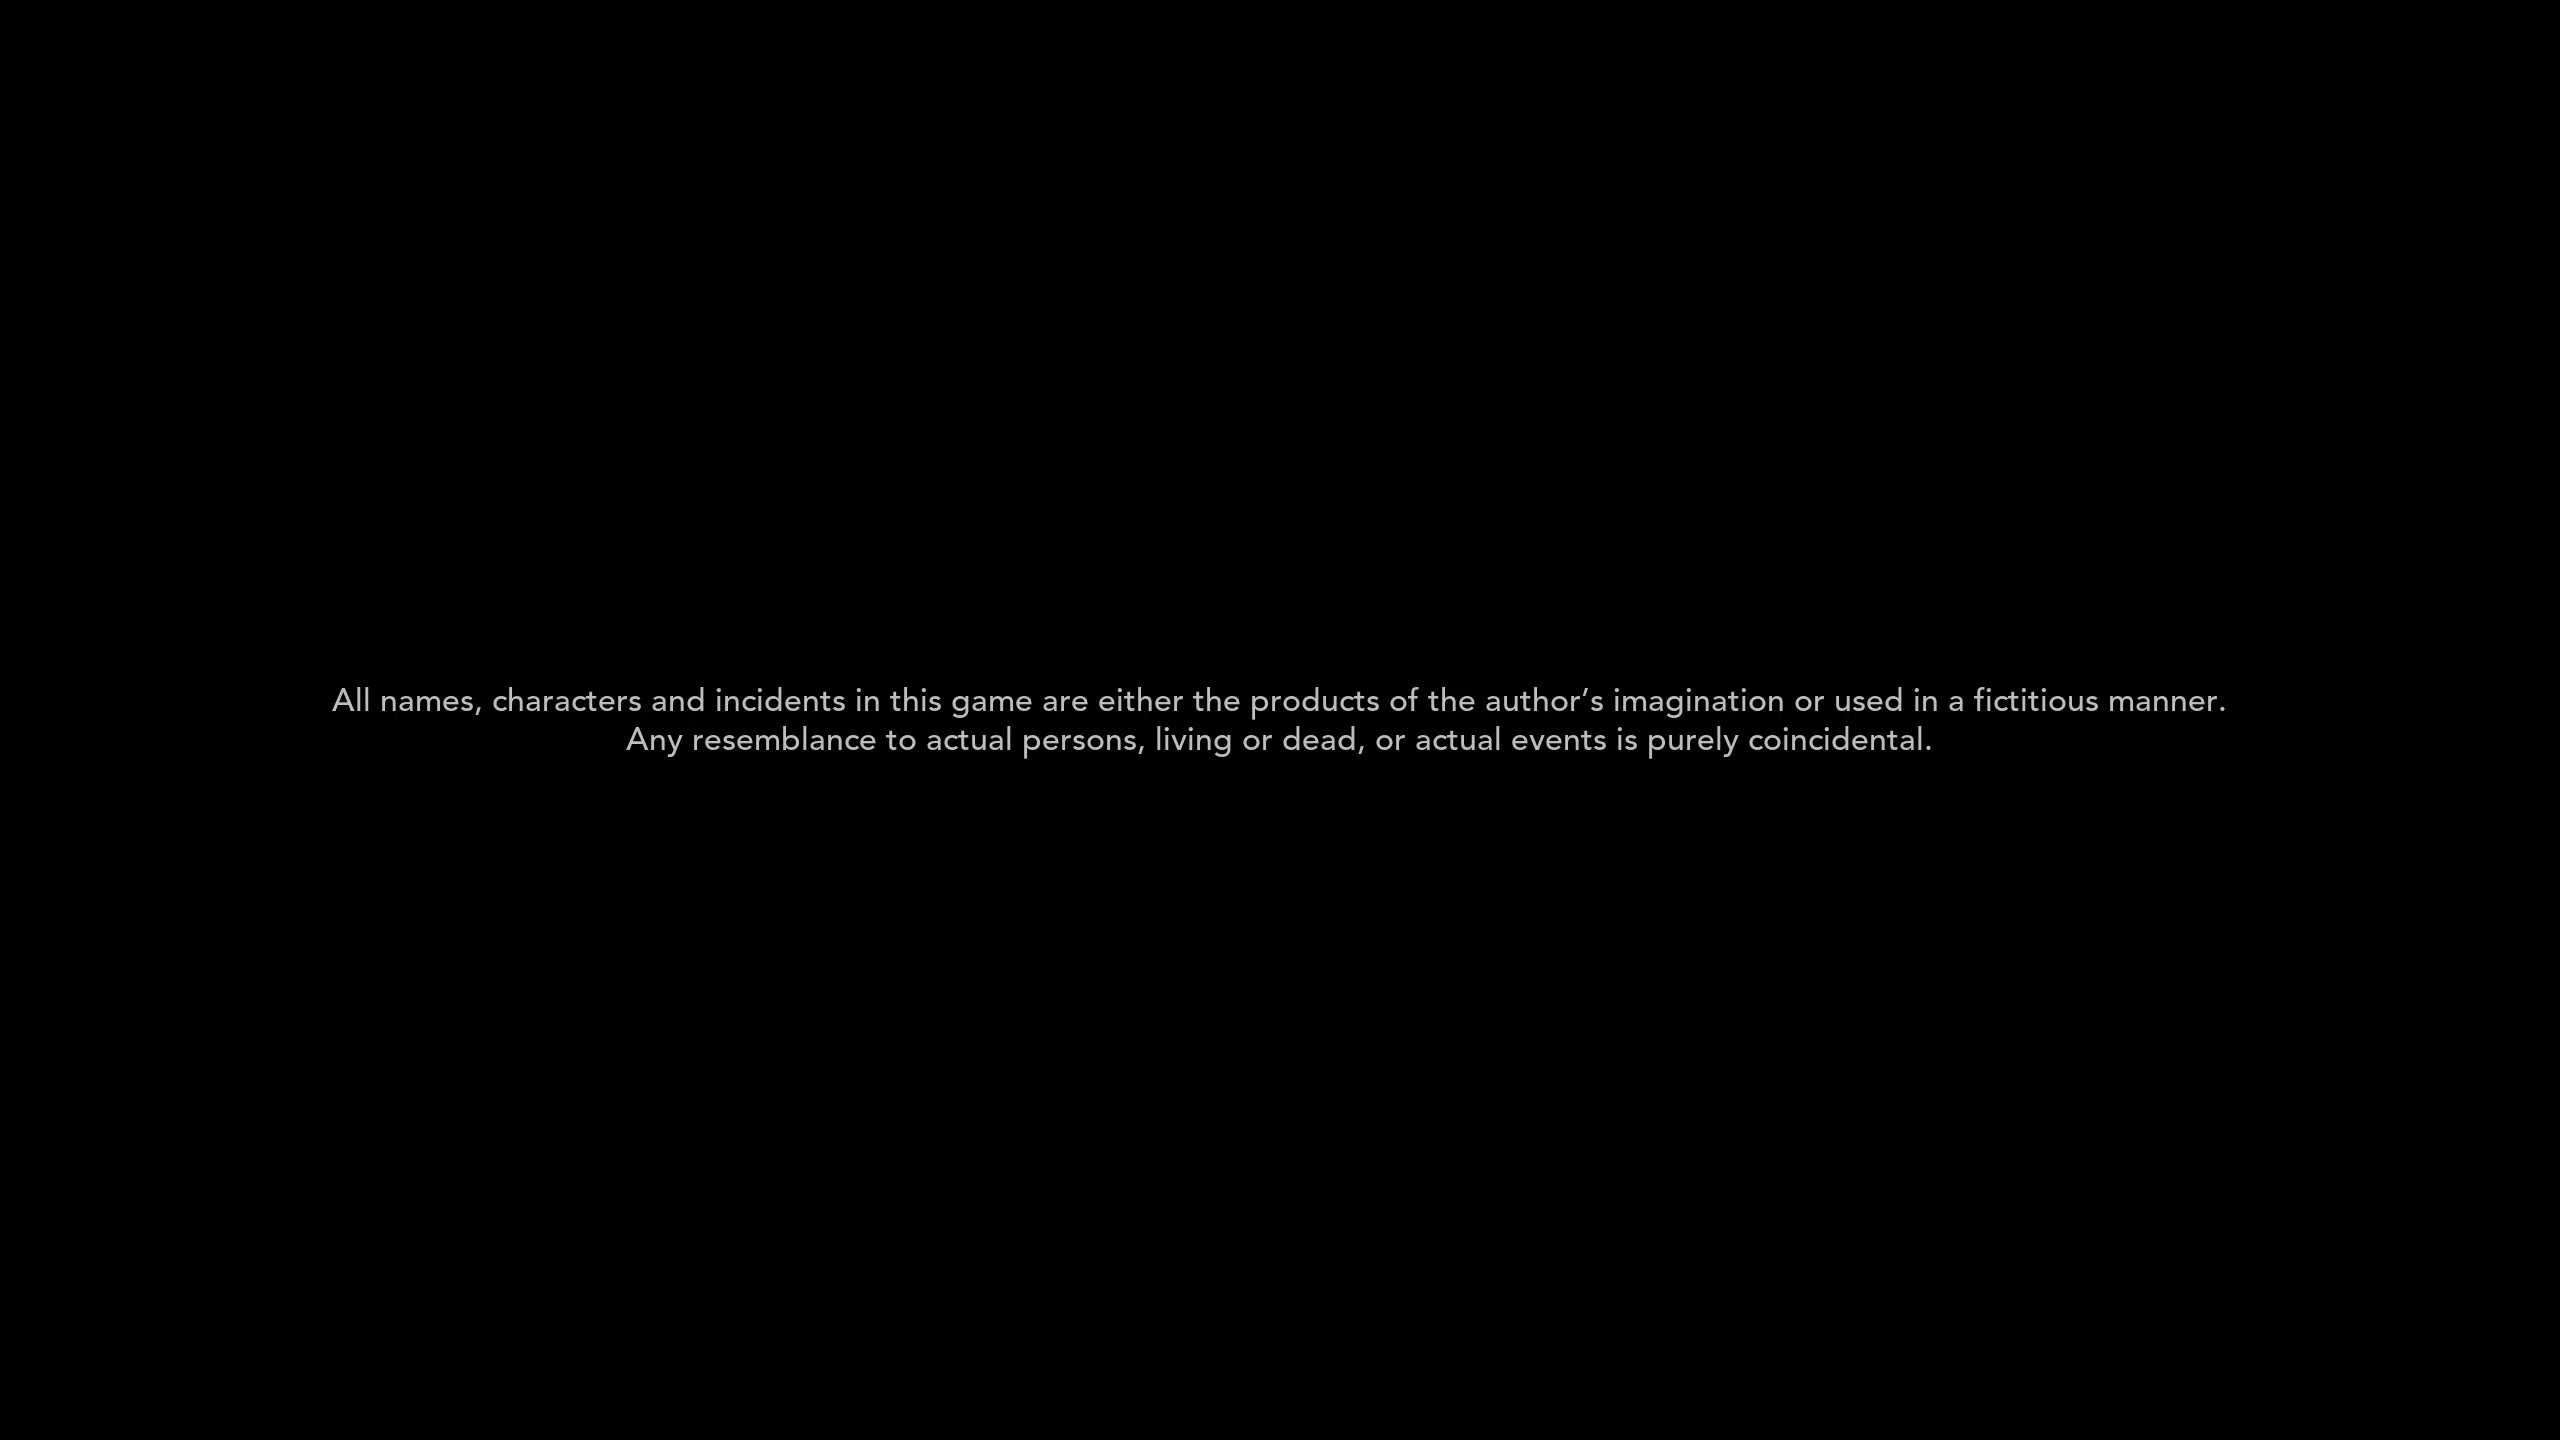 All names, characters and incidents in this game are either the products of the author’s imagination or used in a fictitious manner.
Any resemblance to actual persons, living or dead, or actual events is purely coincidental.